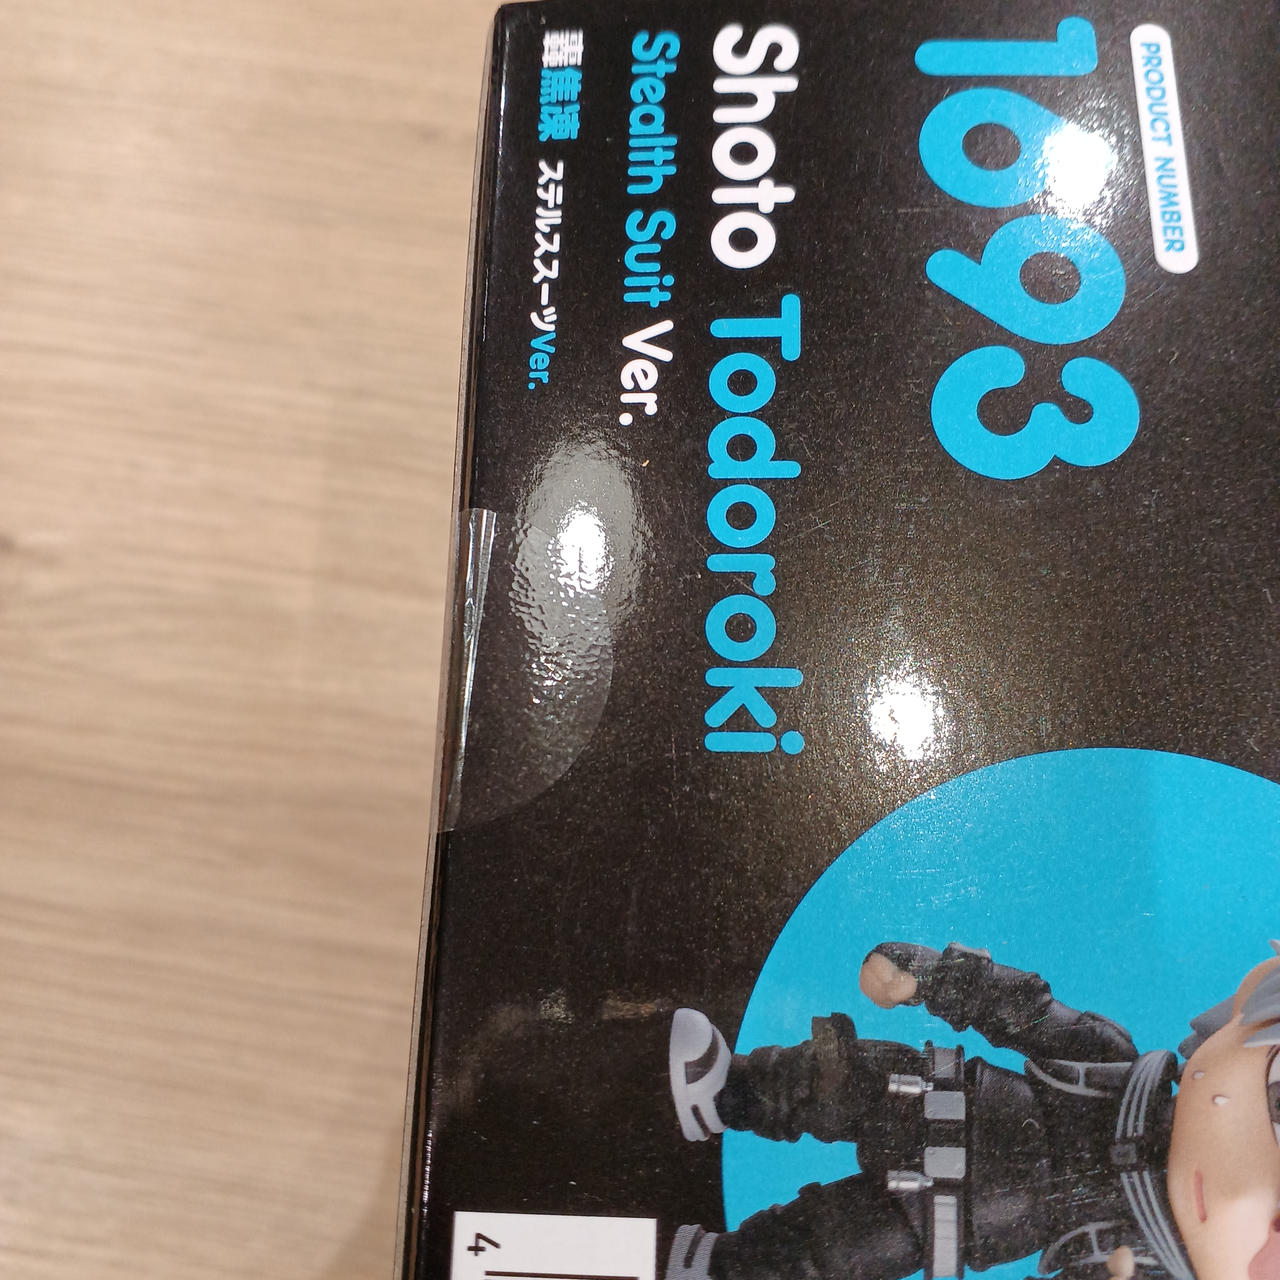 PRODUCT NUMBER
1693
Shoto Todoroki
Stealth Suit Ver.
轟焦凍 ステルススーツVer.
4